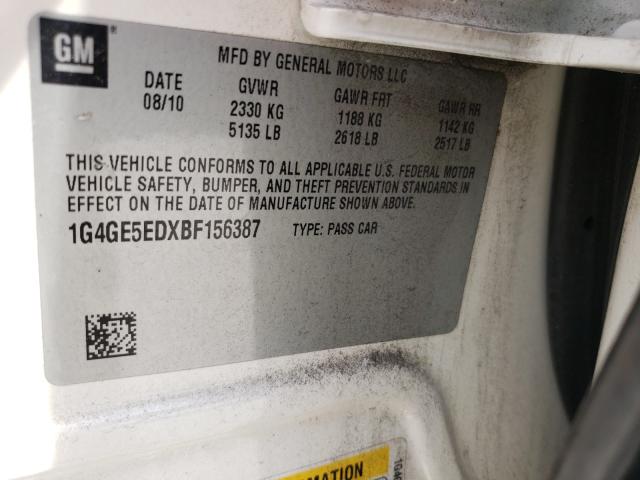 GM ®
MFD BY GENERAL MOTORS LLC
DATE GVWR GAWR FRT GAWR RR
08/10 2330 KG 1188 KG 1142 KG
5135 LB 2618 LB 2517 LB
THIS VEHICLE CONFORMS TO ALL APPLICABLE U.S. FEDERAL MOTOR
VEHICLE SAFETY, BUMPER, AND THEFT PREVENTION STANDARDS IN
EFFECT ON THE DATE OF MANUFACTURE SHOWN ABOVE.
1G4GE5EDXBF156387 TYPE: PASS CAR